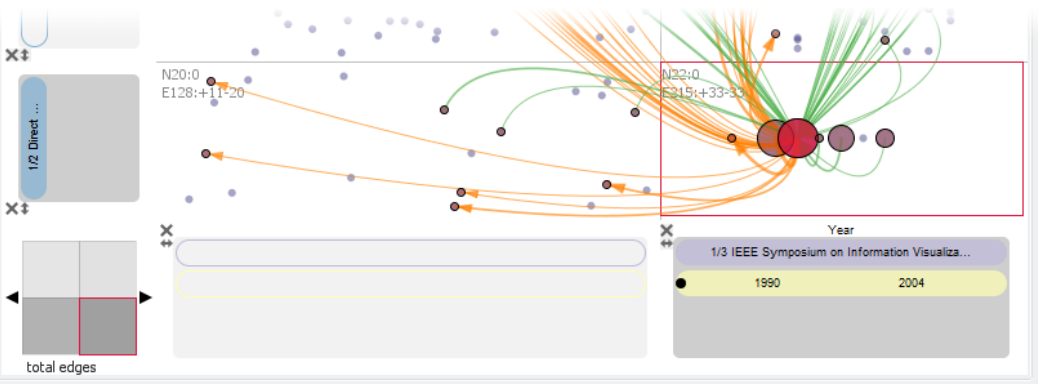 N20:0
E128:+11-20
N22:0
E315:+33-33
1/2 Direct ...
Year
1/3 IEEE Symposium on Information Visualiza...
1990 2004
total edges